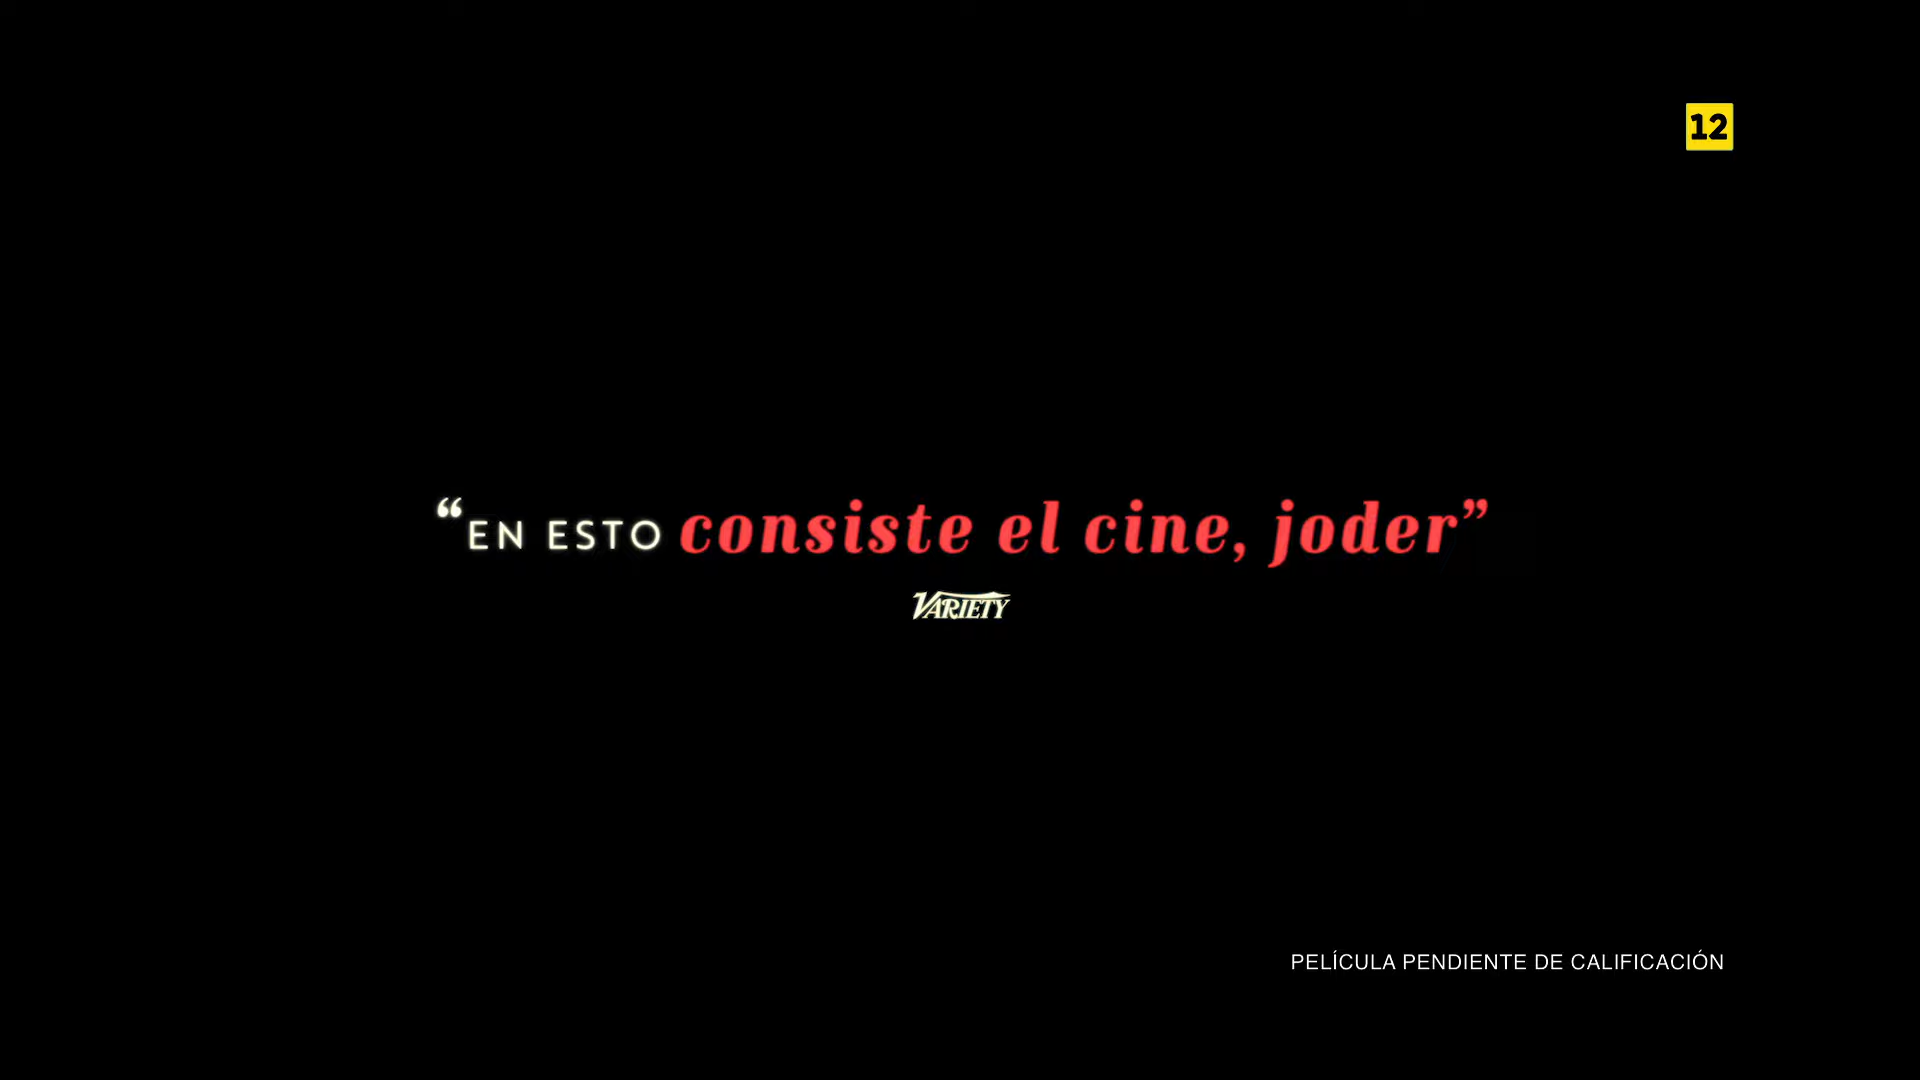 12
“EN ESTO consiste el cine, joder”
VARIETY
PELÍCULA PENDIENTE DE CALIFICACIÓN